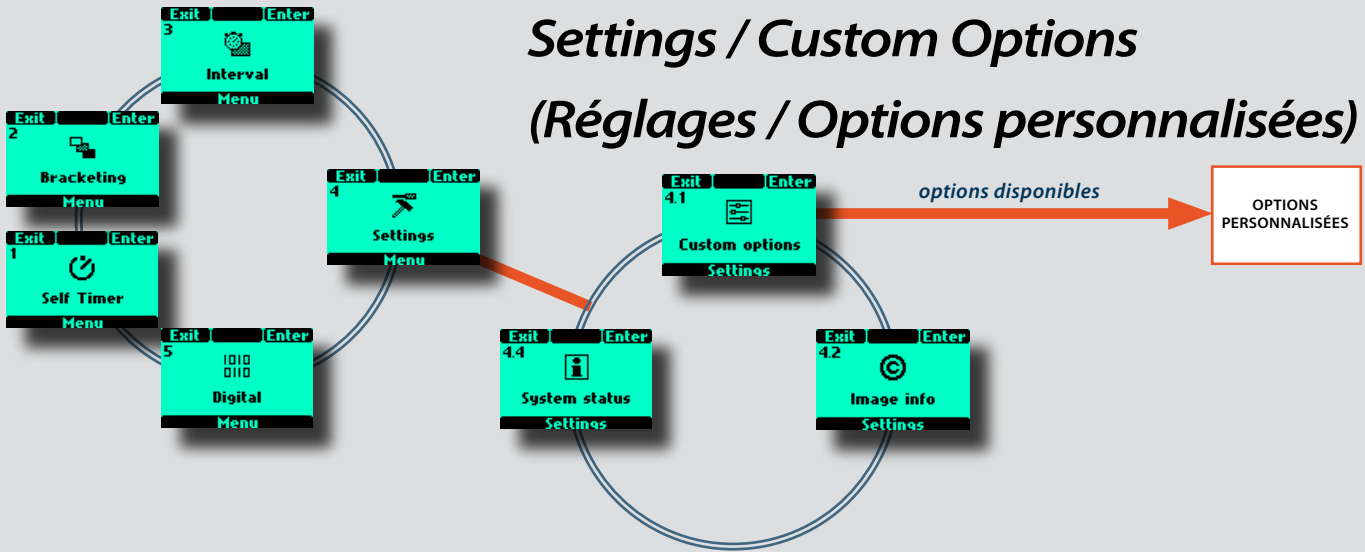 Settings / Custom Options
(Réglages / Options personnalisées)
Exit Enter
3
Interval
Menu
Exit Enter
2
Bracketing
Menu
Exit Enter
1
Self Timer
Menu
Exit Enter
4
Settings
Menu
Exit Enter
5
1010
0110
Digital
Menu
Exit Enter
4.1
Custom options
Settings
options disponibles
OPTIONS
PERSONNALISÉES
Exit Enter
4.4
System status
Settings
Exit Enter
4.2
©
Image info
Settings